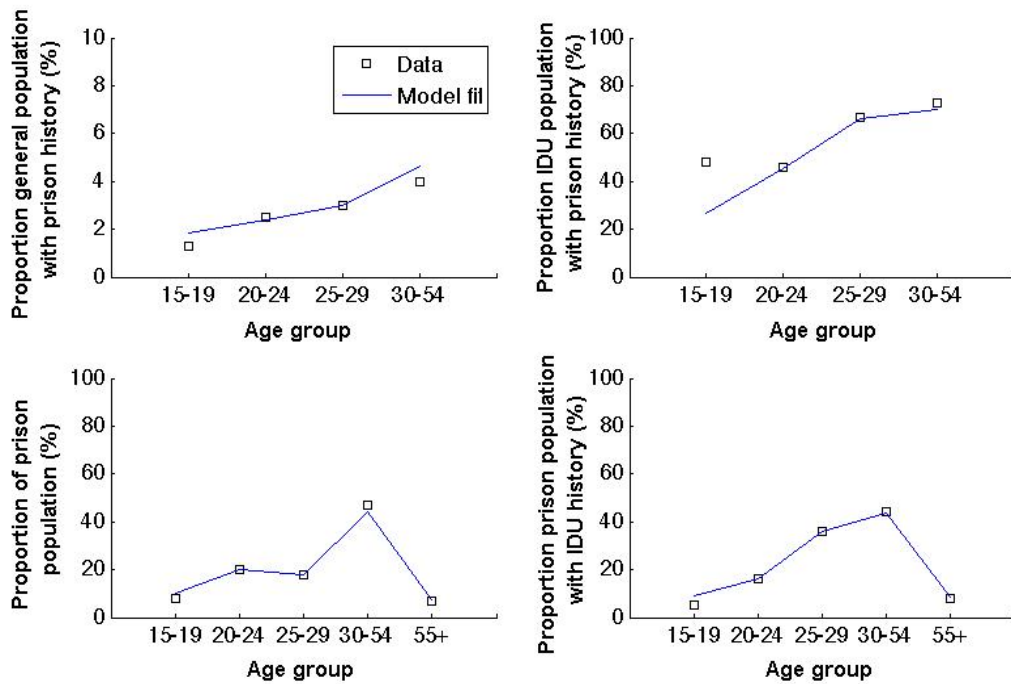 Proportion general population
with prison history (%)
10
8
6
4
2
0
15-19 20-24 25-29 30-54
Age group
Data
Model fit
Proportion IDU population
with prison history (%)
100
80
60
40
20
0
15-19 20-24 25-29 30-54
Age group
Proportion of prison
population (%)
100
80
60
40
20
0
15-19 20-24 25-29 30-54 55+
Age group
Proportion prison population
with IDU history (%)
100
80
60
40
20
0
15-19 20-24 25-29 30-54 55+
Age group